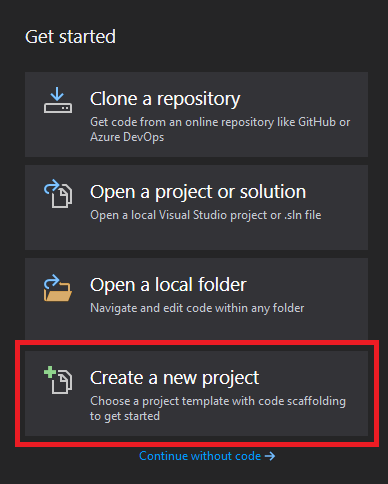 Get started
Clone a repository
Get code from an online repository like GitHub or
Azure DevOps
Open a project or solution
Open a local Visual Studio project or .sln file
Open a local folder
Navigate and edit code within any folder
Create a new project
Choose a project template with code scaffolding
to get started
Continue without code →